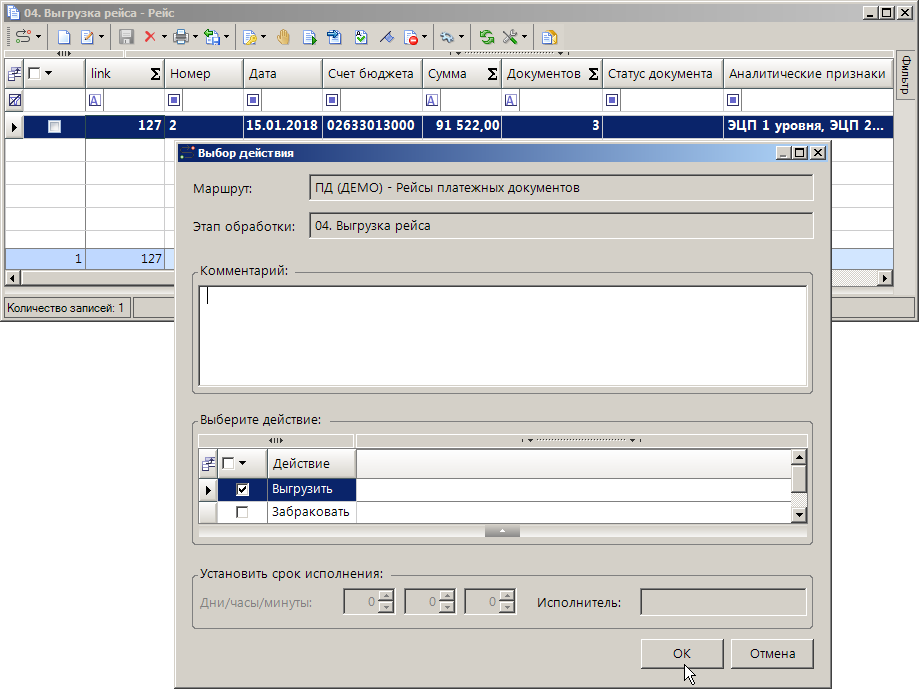 04. Выгрузка рейса - Рейс
link Σ Номер Дата Счет бюджета Сумма Σ Документов Σ Статус документа Аналитические признаки
Фильтр
127 2 15.01.2018 02633013000 91 522,00 3 ЭЦП 1 уровня, ЭЦП 2...
1 127
Количество записей: 1
Выбор действия
Маршрут: ПД (ДЕМО) - Рейсы платежных документов
Этап обработки: 04. Выгрузка рейса
Комментарий:
Выберите действие:
Действие
Выгрузить
Забраковать
Установить срок исполнения:
Дни/часы/минуты: 0 0 0 Исполнитель:
ОК Отмена